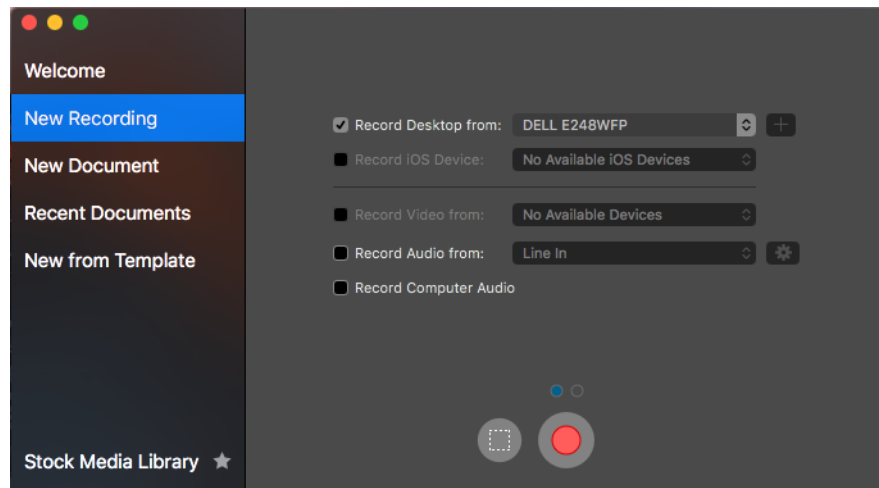 Welcome
New Recording
New Document
Recent Documents
New from Template
Stock Media Library
Record Desktop from: DELL E248WFP
Record iOS Device: No Available iOS Devices
Record Video from: No Available Devices
Record Audio from: Line In
Record Computer Audio